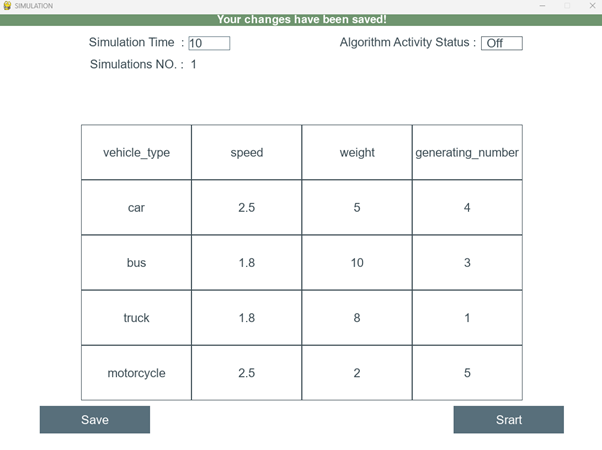 SIMULATION
Your changes have been saved!
Simulation Time : 10 Algorithm Activity Status : Off
Simulations NO. : 1
vehicle_type speed weight generating_number
car 2.5 5 4
bus 1.8 10 3
truck 1.8 8 1
motorcycle 2.5 2 5
Save Srart